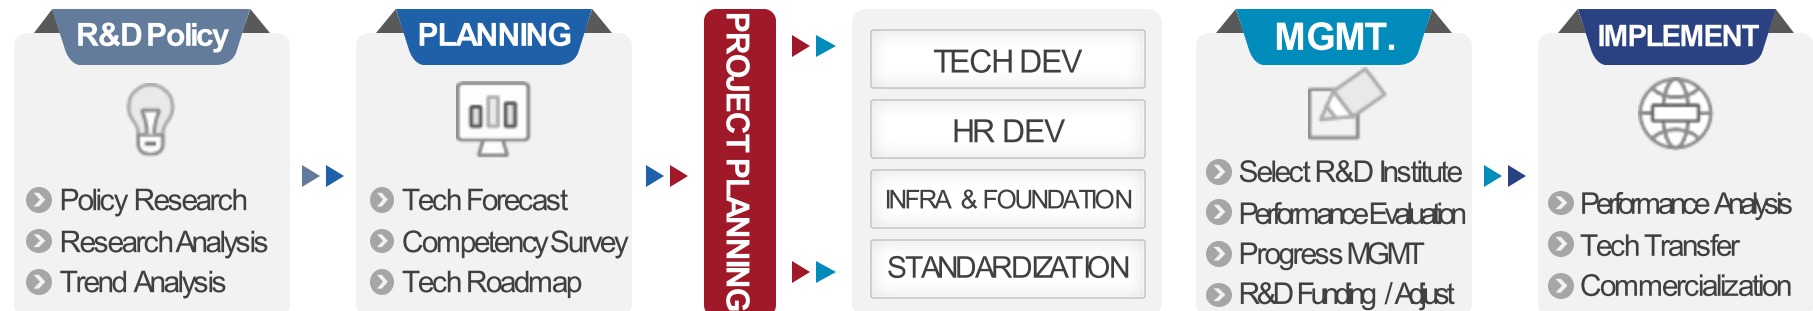 R&D Policy
Policy Research
Research Analysis
Trend Analysis
PLANNING
Tech Forecast
Competency Survey
Tech Roadmap
PROJECT PLANNING
TECH DEV
HR DEV
INFRA & FOUNDATION
STANDARDIZATION
MGMT.
Select R&D Institute
Performance Evaluation
Progress MGMT
R&D Funding / Adjust
IMPLEMENT
Performance Analysis
Tech Transfer
Commercialization